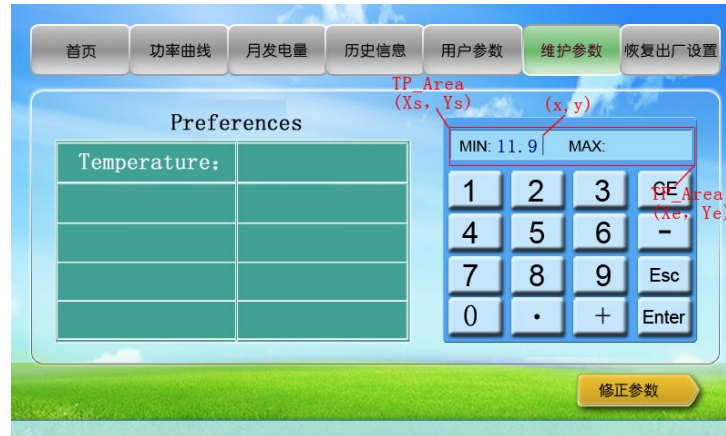 首页 功率曲线 月发电量 历史信息 用户参数 维护参数 恢复出厂设置
TP_Area
(Xs, Ys)
(x, y)
Preferences
MIN: 11.9 MAX:
Temperature:
1 2 3 CE
TP_Area
(Xe, Ye)
4 5 6 -
7 8 9 Esc
0 . + Enter
修正参数